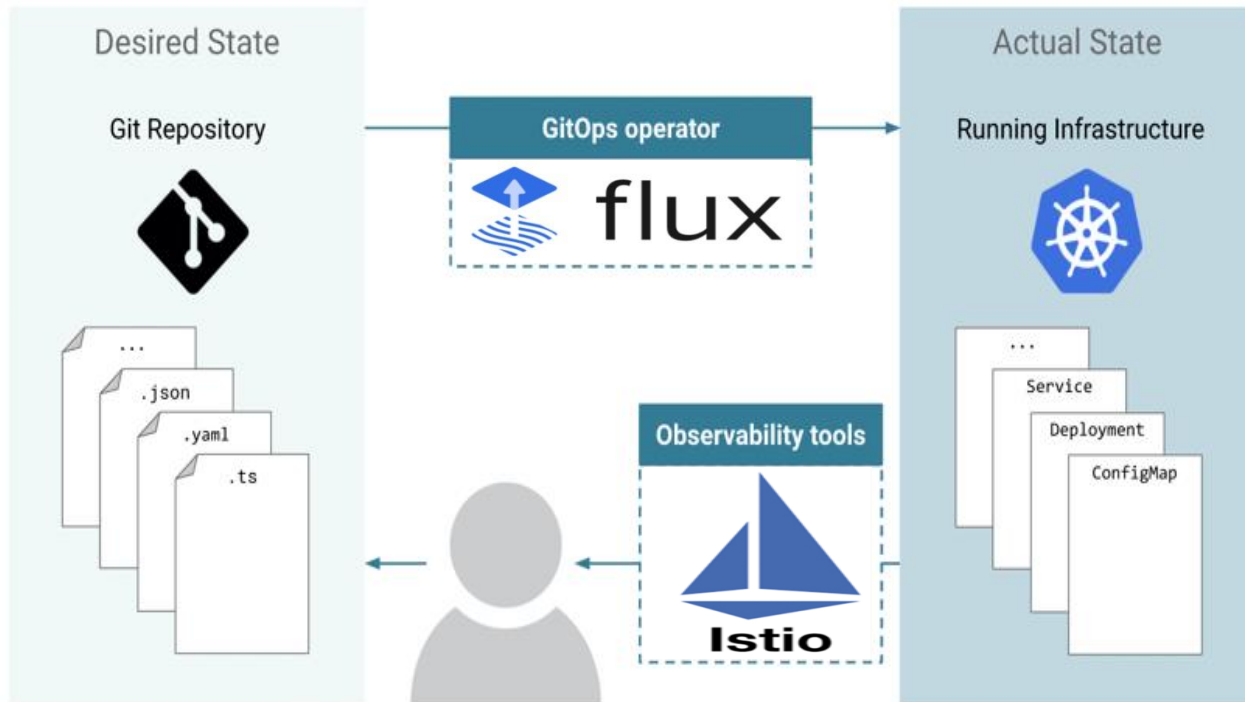 Desired State
Git Repository
...
.json
.yaml
.ts
GitOps operator
flux
Observability tools
Istio
Actual State
Running Infrastructure
...
Service
Deployment
ConfigMap